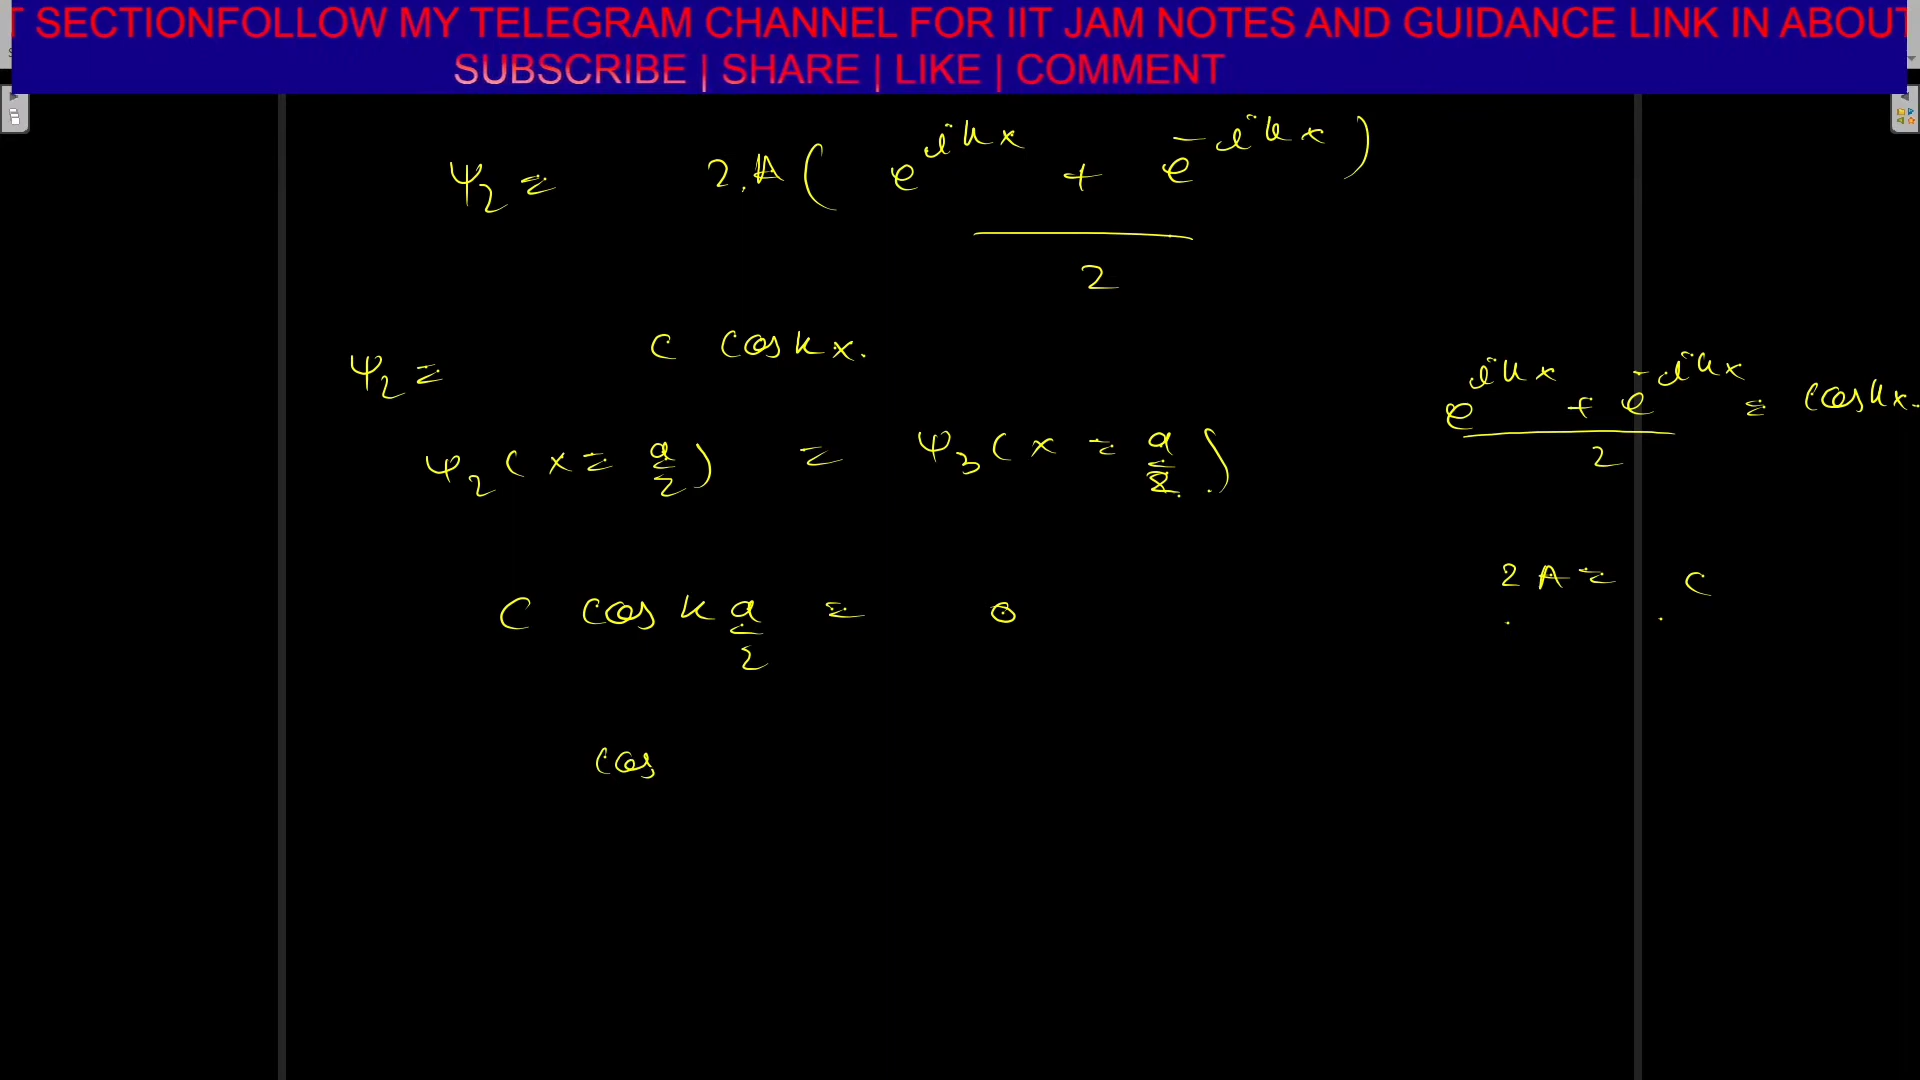 T SECTIONFOLLOW MY TELEGRAM CHANNEL FOR IIT JAM NOTES AND GUIDANCE LINK IN ABOUT
SUBSCRIBE | SHARE | LIKE | COMMENT
ψ₂ = 2.A ( (e^{ikx} + e^{-ikx}) / 2 )
ψ₂ = C cos kx.
(e^{ikx} + e^{-ikx}) / 2 = cos kx.
ψ₂ ( x = a/2 ) = ψ₃ ( x = a/2 )
2A = C
C cos k a/2 = 0
cos